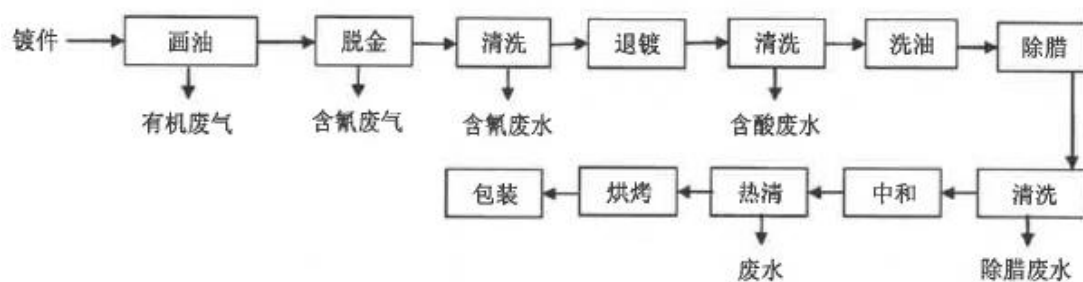 镀件 画油 脱金 清洗 退镀 清洗 洗油 除腊
有机废气 含氰废气 含氰废水 含酸废水
包装 烘烤 热清 中和 清洗
废水 除腊废水